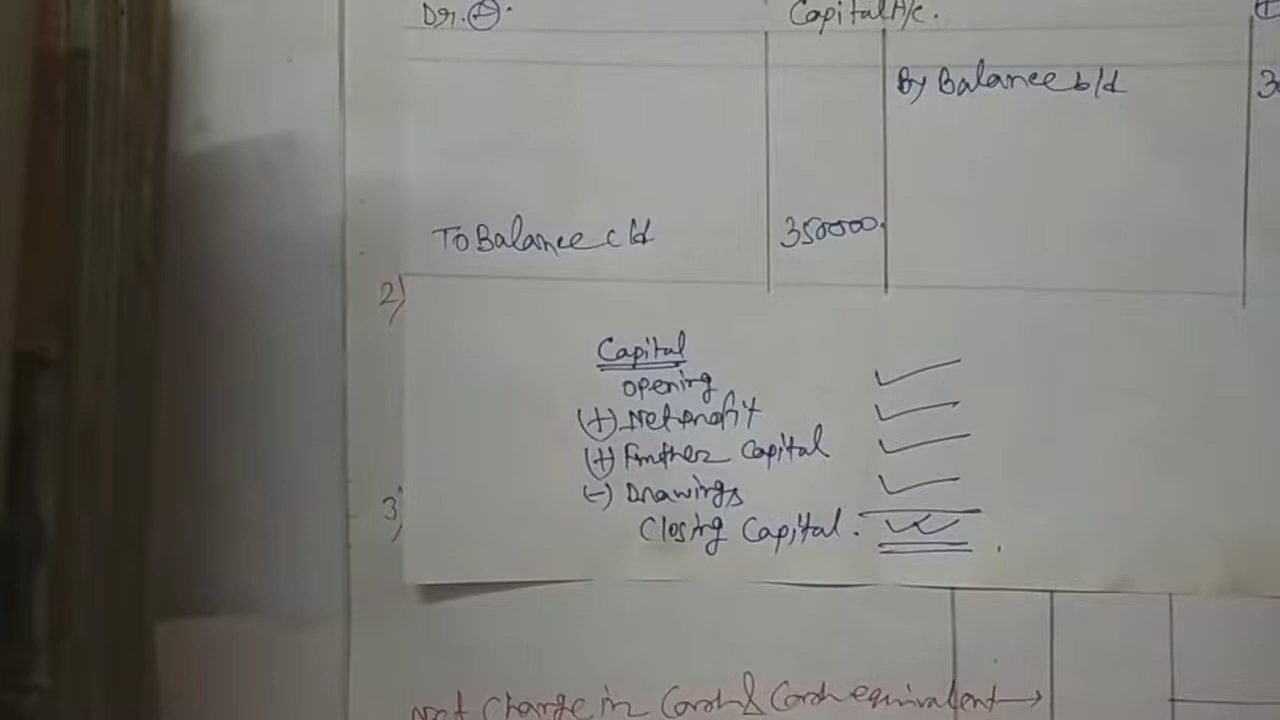 Dr. (-). Capital A/c. (+
By Balance b/d 3
To Balance c/d 350000.
2)
Capital
opening
(+) Net profit
(+) Further Capital
(-) Drawings
3)
Closing Capital.
Net change in Cash & Cash equivalent →